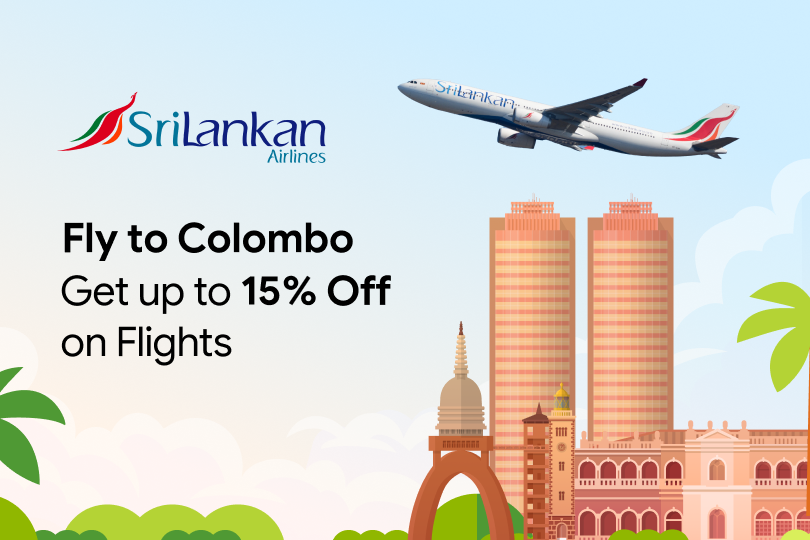 SriLankan
SriLankan
Airlines
Fly to Colombo
Get up to 15% Off
on Flights